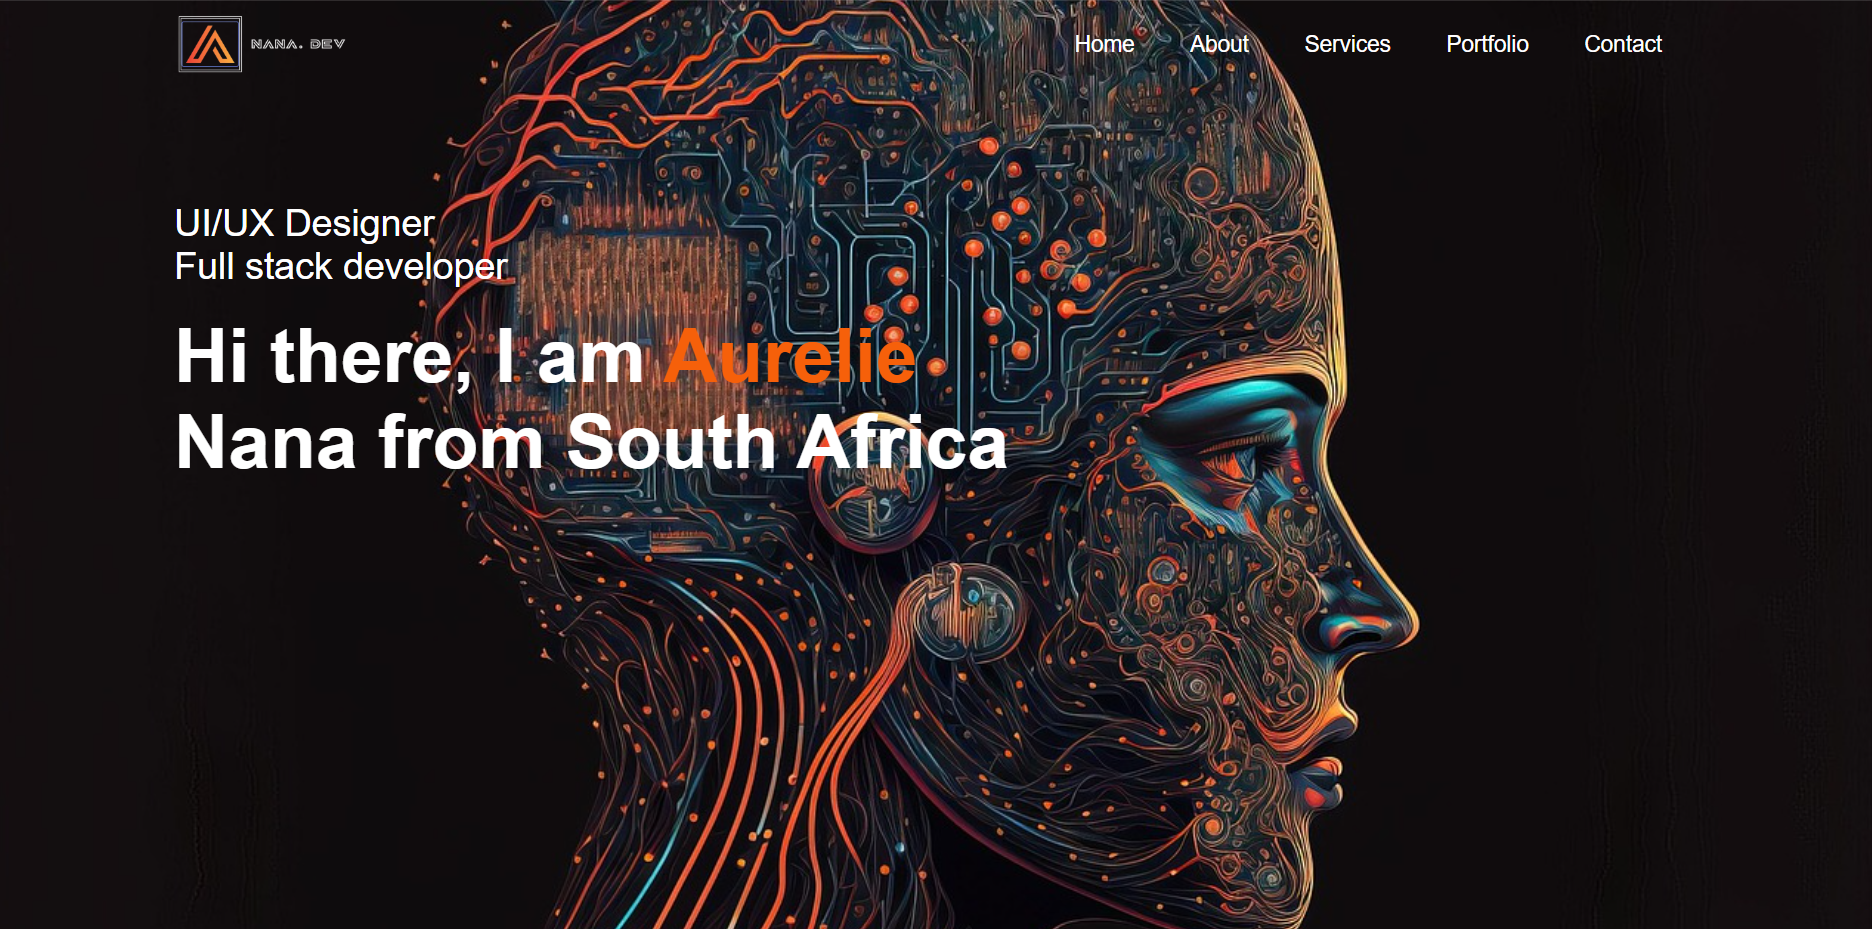 NANA. DEV
Home About Services Portfolio Contact
UI/UX Designer
Full stack developer
Hi there, I am Aurelie
Nana from South Africa